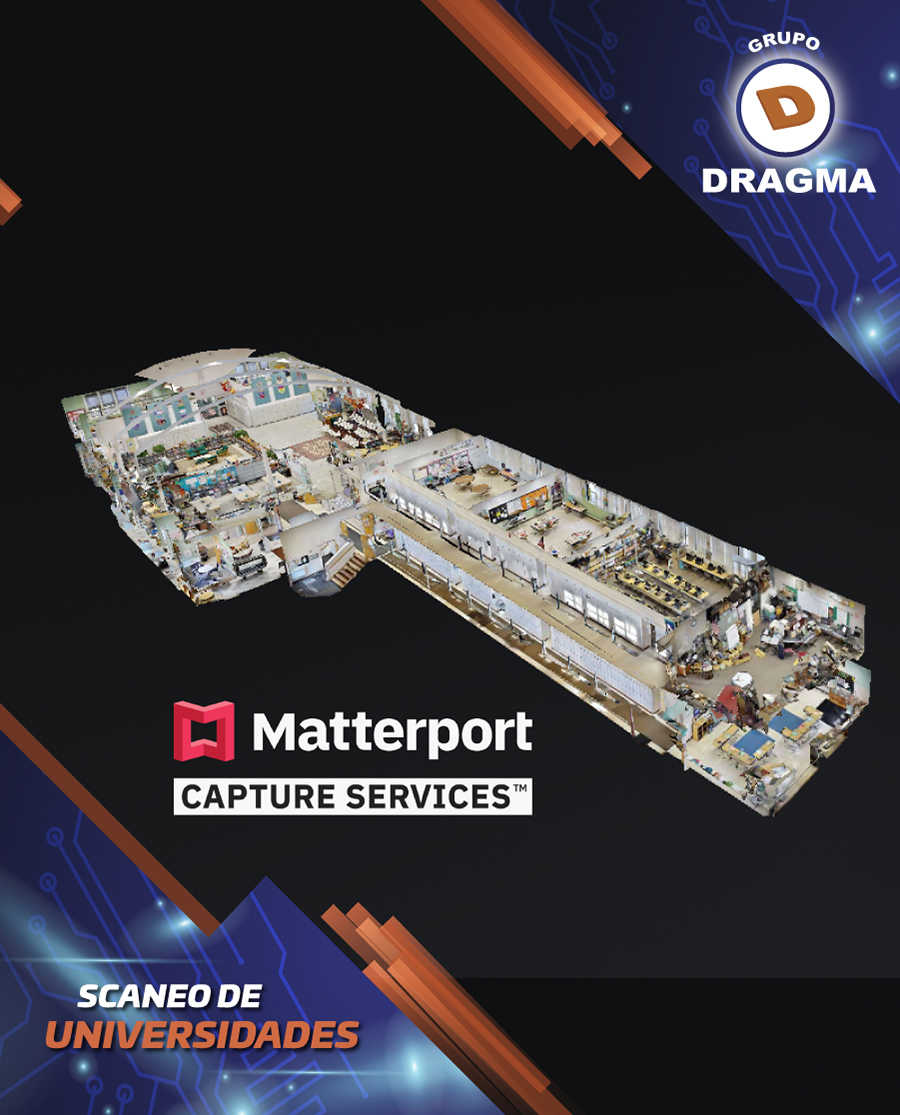 GRUPO
D
DRAGMA
Matterport
CAPTURE SERVICES™
SCANEO DE
UNIVERSIDADES